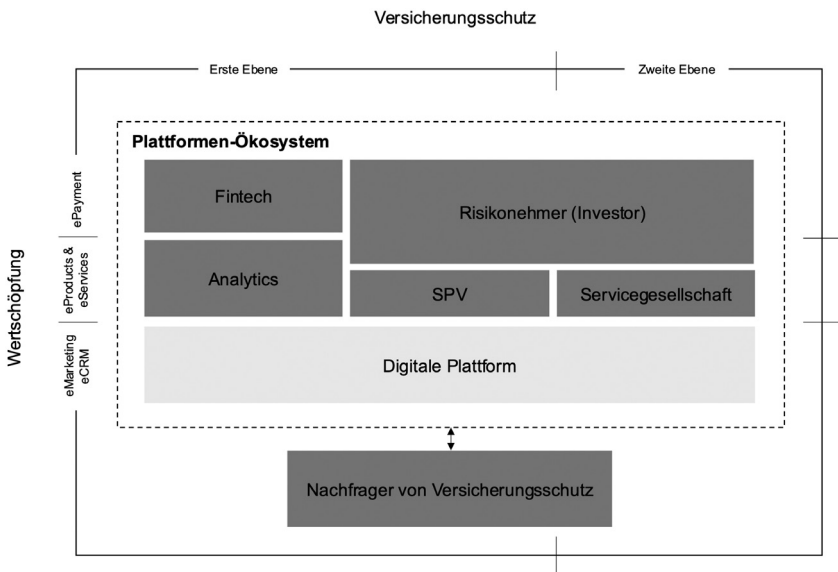 Versicherungsschutz
Erste Ebene
Zweite Ebene
Plattformen-Ökosystem
Wertschöpfung
ePayment
eProducts &
eServices
eMarketing
eCRM
Fintech
Risikonehmer (Investor)
Analytics
SPV
Servicegesellschaft
Digitale Plattform
Nachfrager von Versicherungsschutz